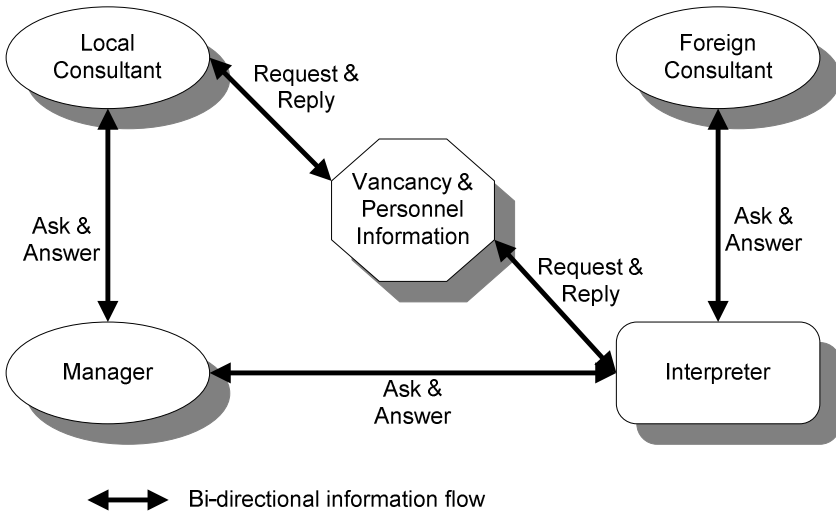 Local
Consultant
Foreign
Consultant
Request &
Reply
Vancancy &
Personnel
Information
Ask &
Answer
Ask &
Answer
Request &
Reply
Manager
Interpreter
Ask &
Answer
Bi-directional information flow